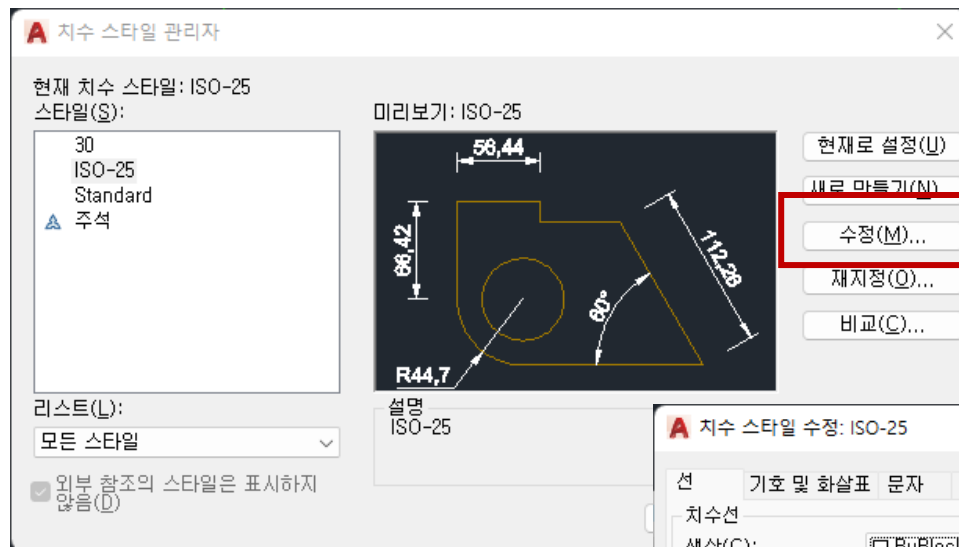 치수 스타일 관리자
현재 치수 스타일: ISO-25
스타일(S):
30
ISO-25
Standard
주석
리스트(L):
모든 스타일
외부 참조의 스타일은 표시하지
않음(D)
미리보기: ISO-25
56,44
66,42
112,28
60°
R44,7
설명
ISO-25
현재로 설정(U)
새로 만들기(N)...
수정(M)...
재지정(O)...
비교(C)...
치수 스타일 수정: ISO-25
선 기호 및 화살표 문자
치수선
색상(C): ByBlock